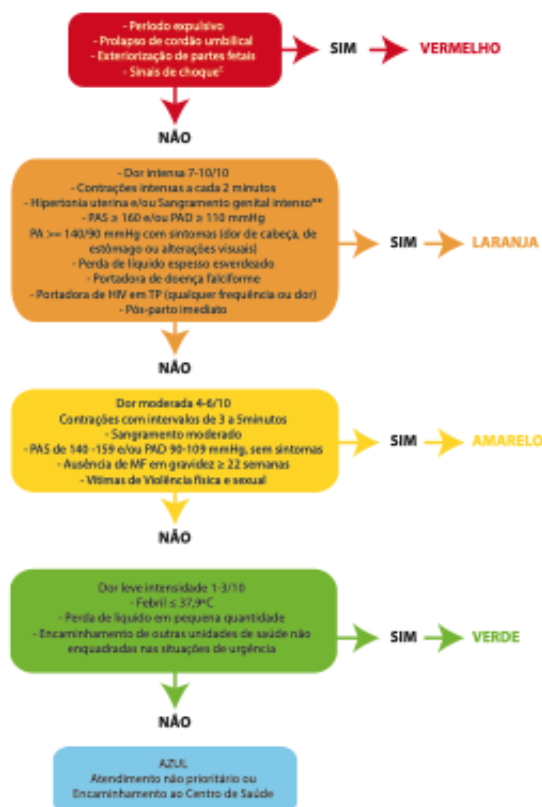 - Período expulsivo
- Prolapso de cordão umbilical
- Exteriorização de partes fetais
- Sinais de choque
SIM
VERMELHO
NÃO
- Dor intensa 7-10/10
- Contrações intensas a cada 2 minutos
- Hipertonia uterina e/ou Sangramento genital intenso**
- PAS ≥ 160 e/ou PAD ≥ 110 mmHg
PA >= 140/90 mmHg com sintomas (dor de cabeça, de
estômago ou alterações visuais)
- Perda de líquido espesso esverdeado
- Portadora de doença falciforme
- Portadora de HIV em TP (qualquer frequência ou dor)
- Pós-parto imediato
SIM
LARANJA
NÃO
Dor moderada 4-6/10
Contrações com intervalos de 3 a 5minutos
- Sangramento moderado
- PAS de 140 -159 e/ou PAD 90-109 mmHg, sem sintomas
- Ausência de MF em gravidez ≥ 22 semanas
- Vítimas de Violência física e sexual
SIM
AMARELO
NÃO
Dor leve intensidade 1-3/10
- Febril ≤ 37,9ºC
- Perda de líquido em pequena quantidade
- Encaminhamento de outras unidades de saúde não
enquadradas nas situações de urgência
SIM
VERDE
NÃO
AZUL
Atendimento não prioritário ou
Encaminhamento ao Centro de Saúde